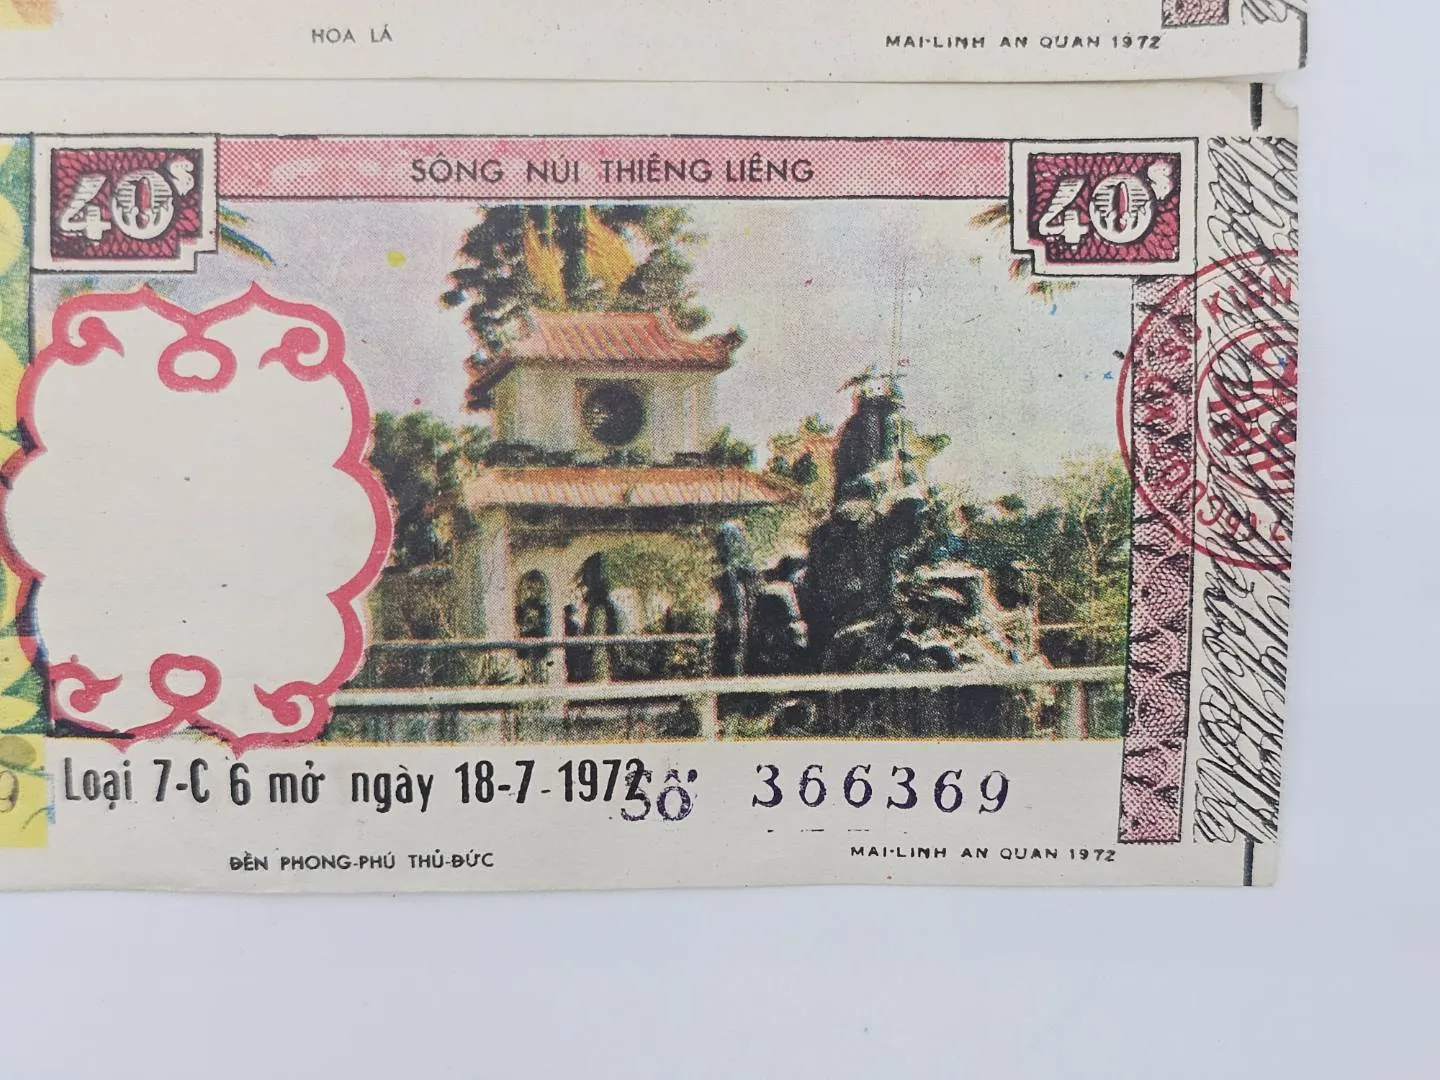 HOA LÁ
MAI-LINH AN QUAN 1972
40$
SÔNG NÚI THIÊNG LIÊNG
40$
9
Loại 7-C 6 mở ngày 18-7-1972
Số 366369
ĐỀN PHONG-PHÚ THỦ-ĐỨC
MAI-LINH AN QUAN 1972